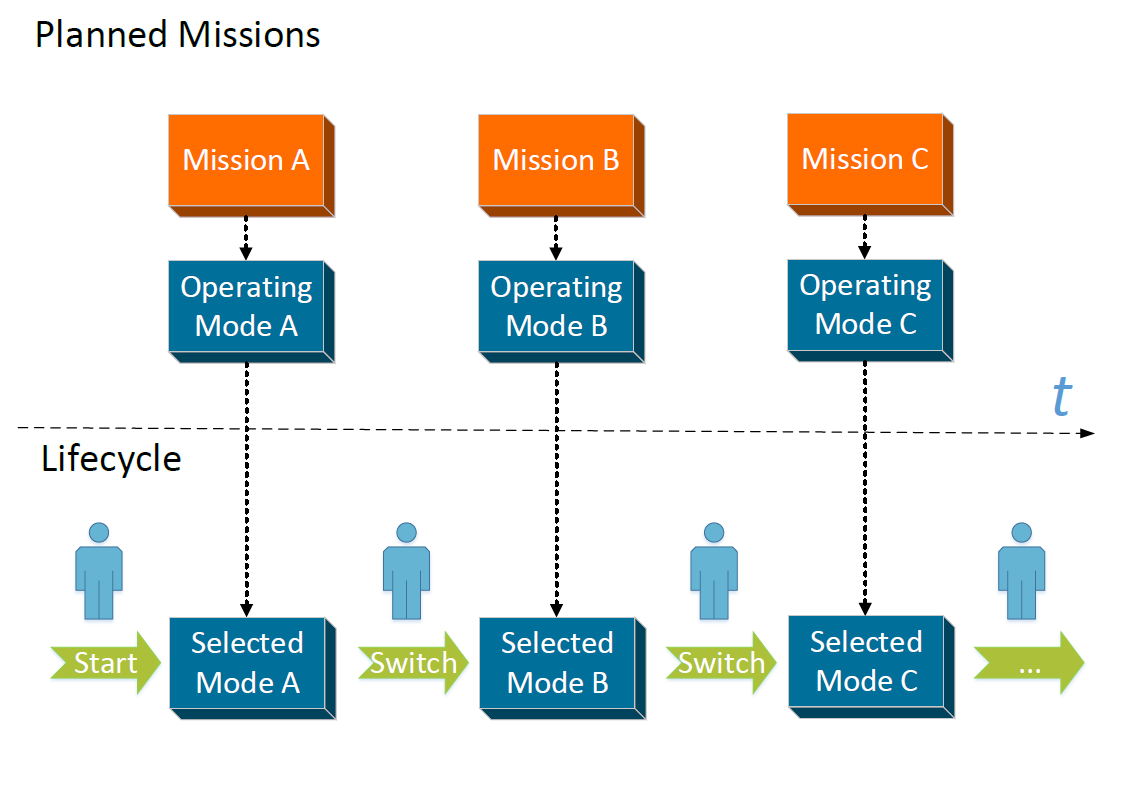 Planned Missions
Mission A
Mission B
Mission C
Operating
Mode A
Operating
Mode B
Operating
Mode C
t
Lifecycle
Start
Selected
Mode A
Switch
Selected
Mode B
Switch
Selected
Mode C
...